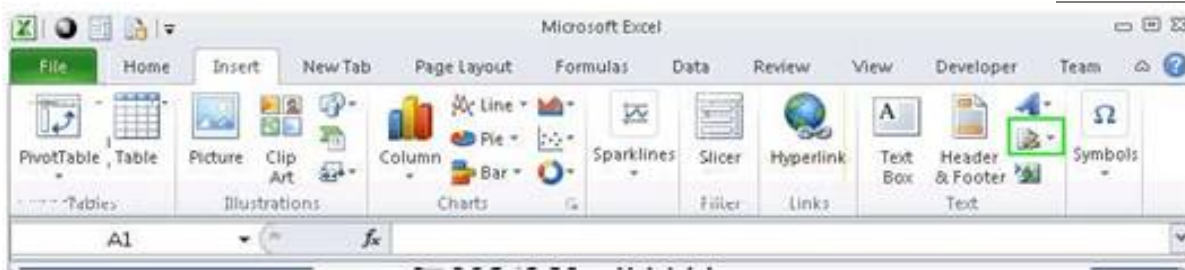 Microsoft Excel
File Home Insert New Tab Page Layout Formulas Data Review View Developer Team
PivotTable Table Picture Clip Art Column Line Pie Bar Sparklines Slicer Hyperlink A Text Box Header & Footer Ω Symbols
Tables Illustrations Charts Filter Links Text
A1 fx